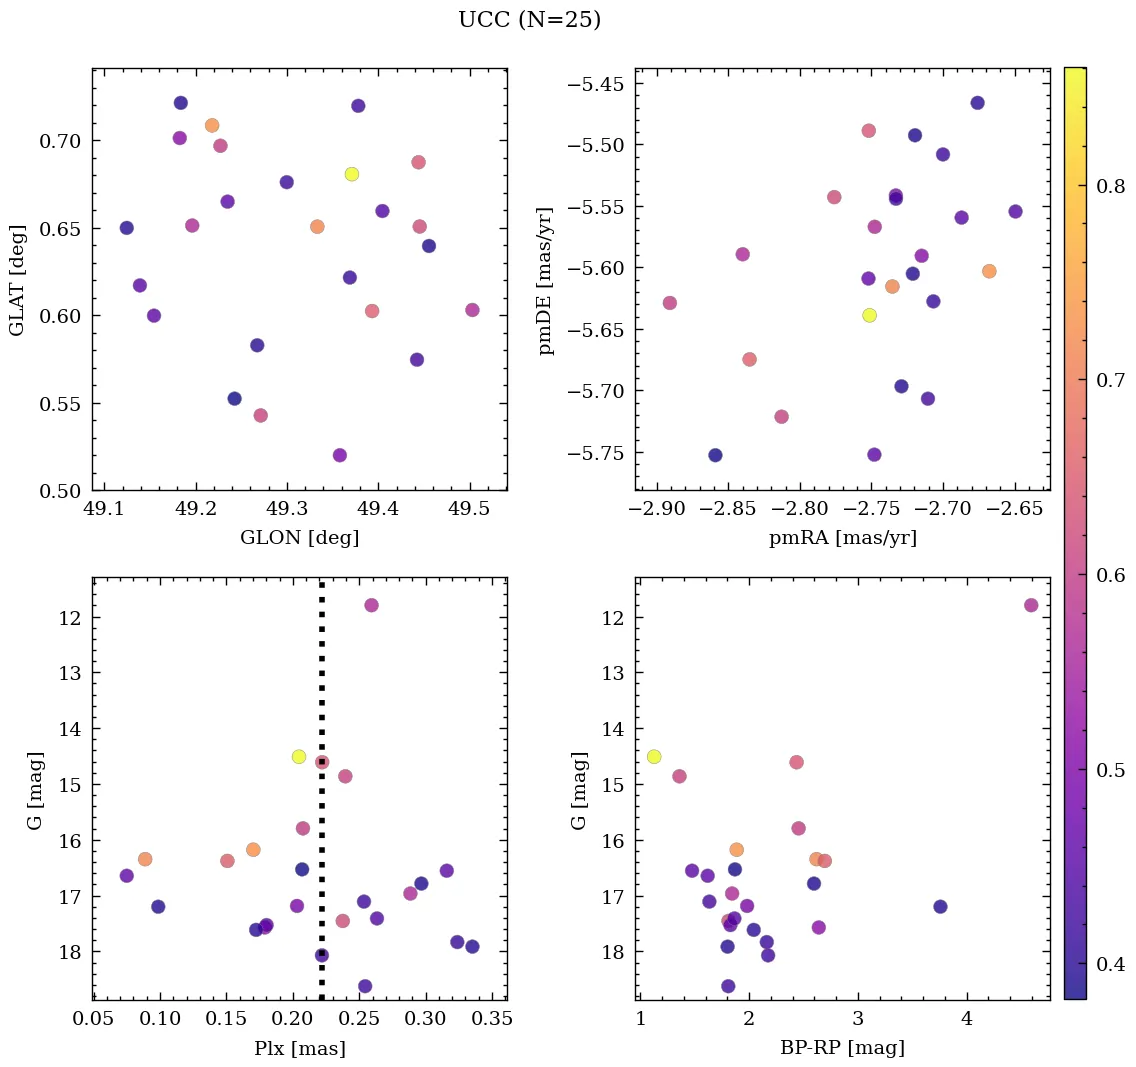 UCC (N=25)
0.70
0.65
0.60
0.55
0.50
GLAT [deg]
49.1 49.2 49.3 49.4 49.5
GLON [deg]
−5.45
−5.50
−5.55
−5.60
−5.65
−5.70
−5.75
pmDE [mas/yr]
−2.90 −2.85 −2.80 −2.75 −2.70 −2.65
pmRA [mas/yr]
12
13
14
15
16
17
18
G [mag]
0.05 0.10 0.15 0.20 0.25 0.30 0.35
Plx [mas]
12
13
14
15
16
17
18
G [mag]
1 2 3 4
BP-RP [mag]
0.8
0.7
0.6
0.5
0.4